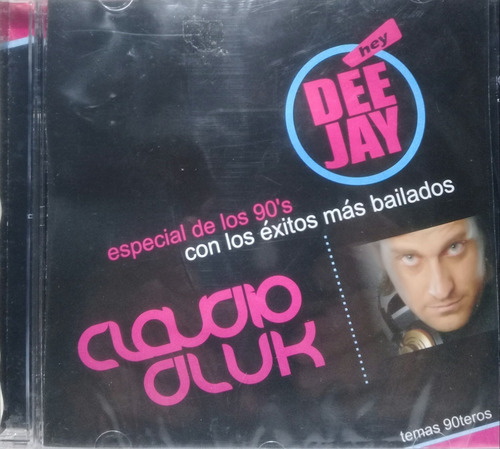 hey
DEE
JAY
especial de los 90's
con los éxitos más bailados
claudio
aluk
temas 90teros